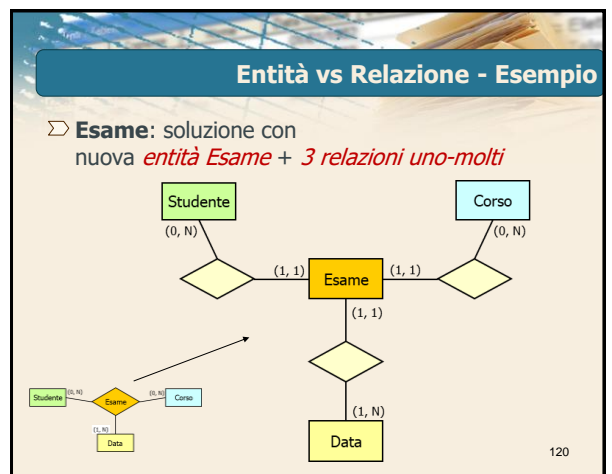 Entità vs Relazione - Esempio
Esame: soluzione con
nuova entità Esame + 3 relazioni uno-molti
Studente
Corso
(0, N)
(0, N)
(1, 1)
Esame
(1, 1)
(1, 1)
(1, N)
Data
Studente
(0, N)
Esame
(0, N)
Corso
(1, N)
Data
120